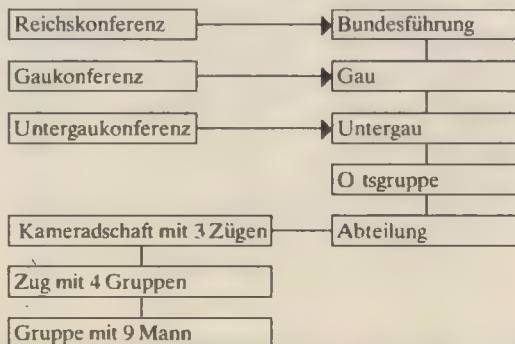 Reichskonferenz Bundesführung
Gaukonferenz Gau
Untergaukonferenz Untergau
O tsgruppe
Kameradschaft mit 3 Zügen Abteilung
Zug mit 4 Gruppen
Gruppe mit 9 Mann